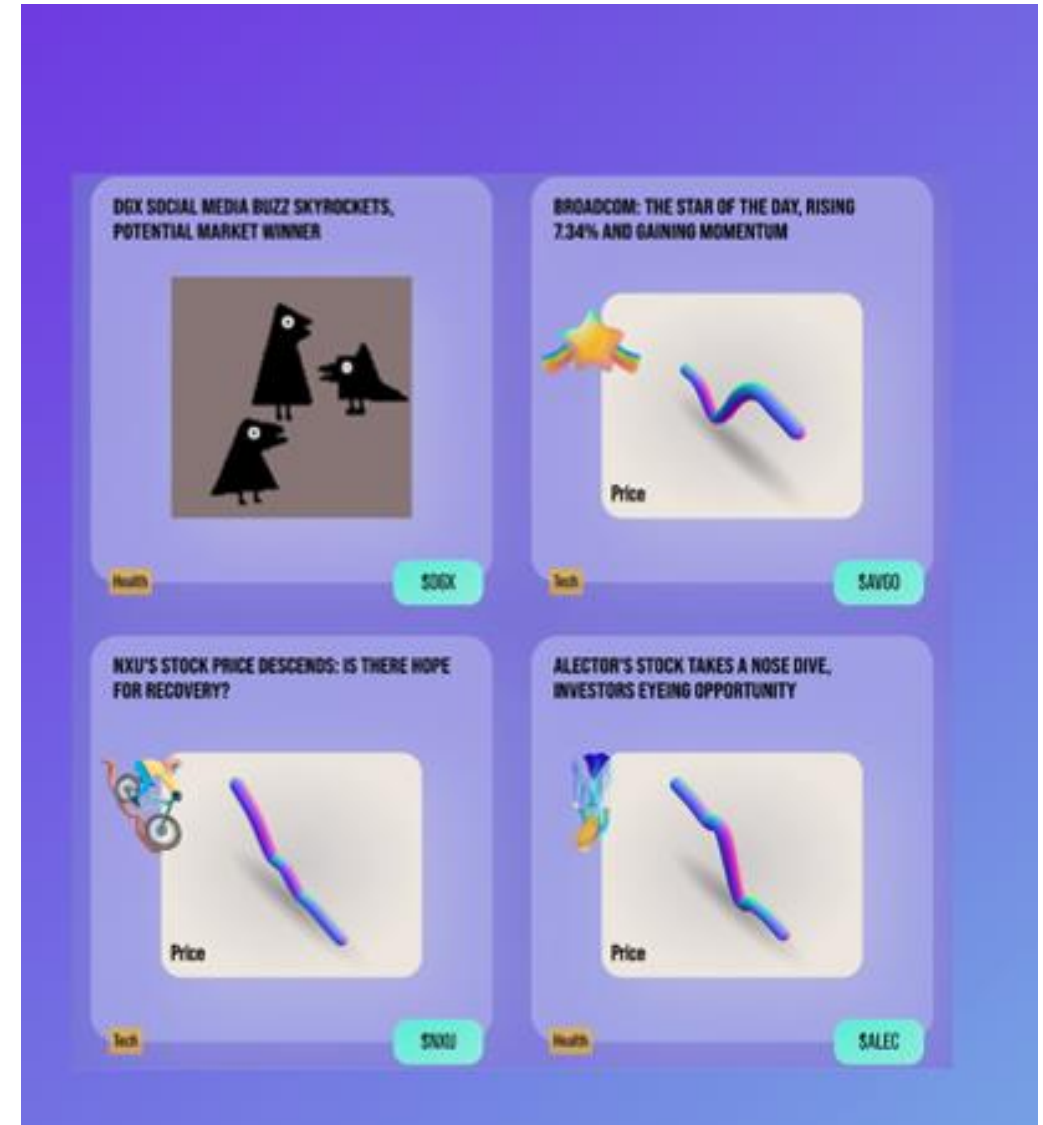 DGX SOCIAL MEDIA BUZZ SKYROCKETS,
POTENTIAL MARKET WINNER
Health
$DGX
BROADCOM: THE STAR OF THE DAY, RISING
7.34% AND GAINING MOMENTUM
Price
Tech
$AVGO
NXU'S STOCK PRICE DESCENDS: IS THERE HOPE
FOR RECOVERY?
Price
Tech
$NXU
ALECTOR'S STOCK TAKES A NOSE DIVE,
INVESTORS EYEING OPPORTUNITY
Price
Health
$ALEC